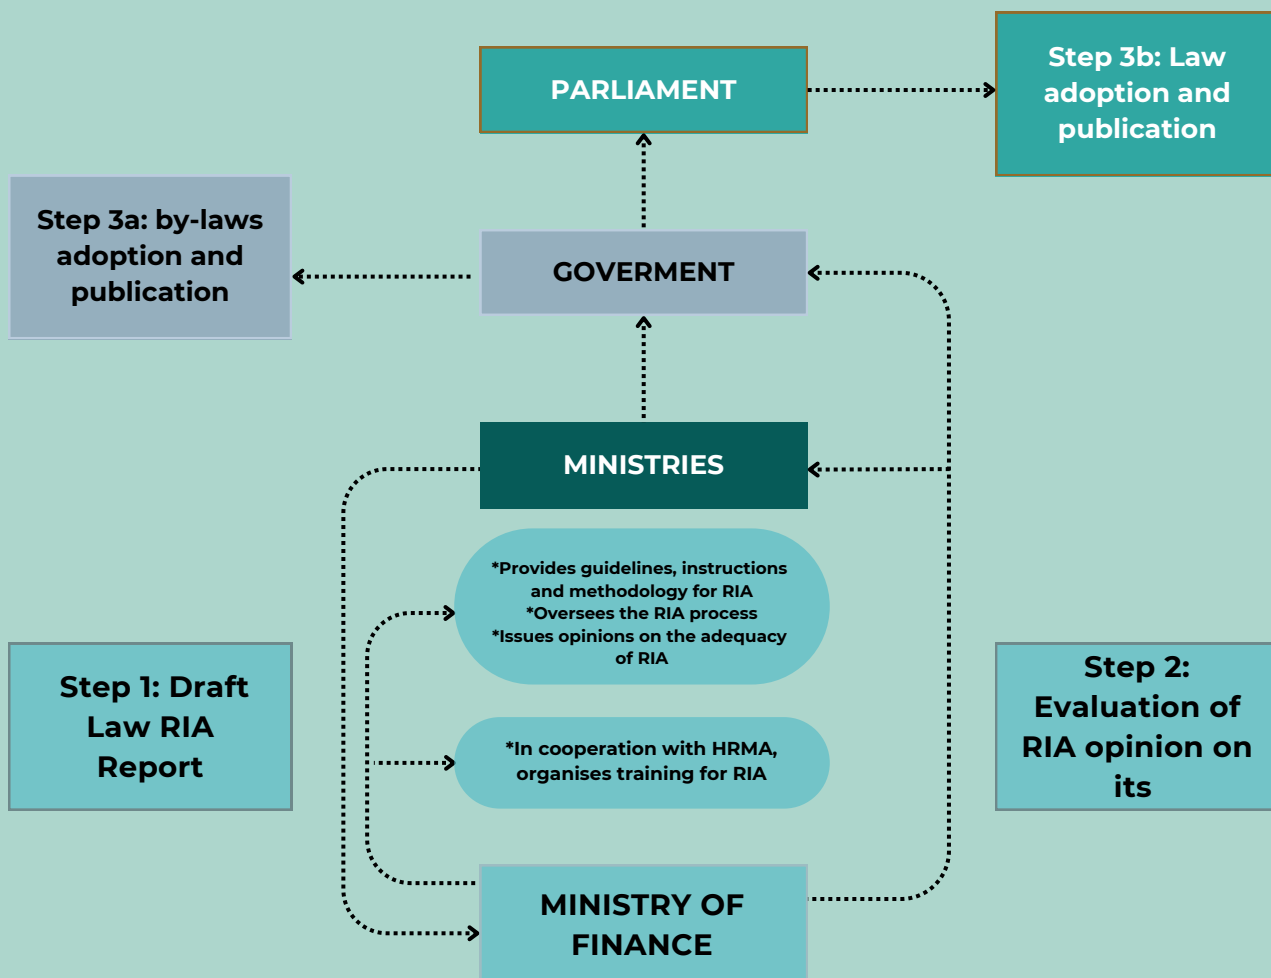 PARLIAMENT
Step 3b: Law
adoption and
publication
Step 3a: by-laws
adoption and
publication
GOVERMENT
MINISTRIES
*Provides guidelines, instructions
and methodology for RIA
*Oversees the RIA process
*Issues opinions on the adequacy
of RIA
Step 1: Draft
Law RIA
Report
Step 2:
Evaluation of
RIA opinion on
its
*In cooperation with HRMA,
organises training for RIA
MINISTRY OF
FINANCE